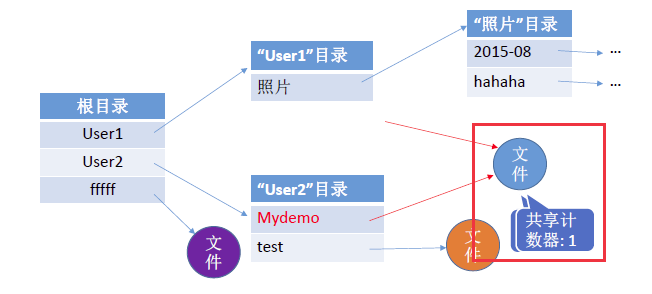 “照片”目录
2015-08
...
hahaha
...
“User1”目录
照片
根目录
User1
User2
fffff
文
件
“User2”目录
Mydemo
test
文
件
共享计
数器: 1
文
件